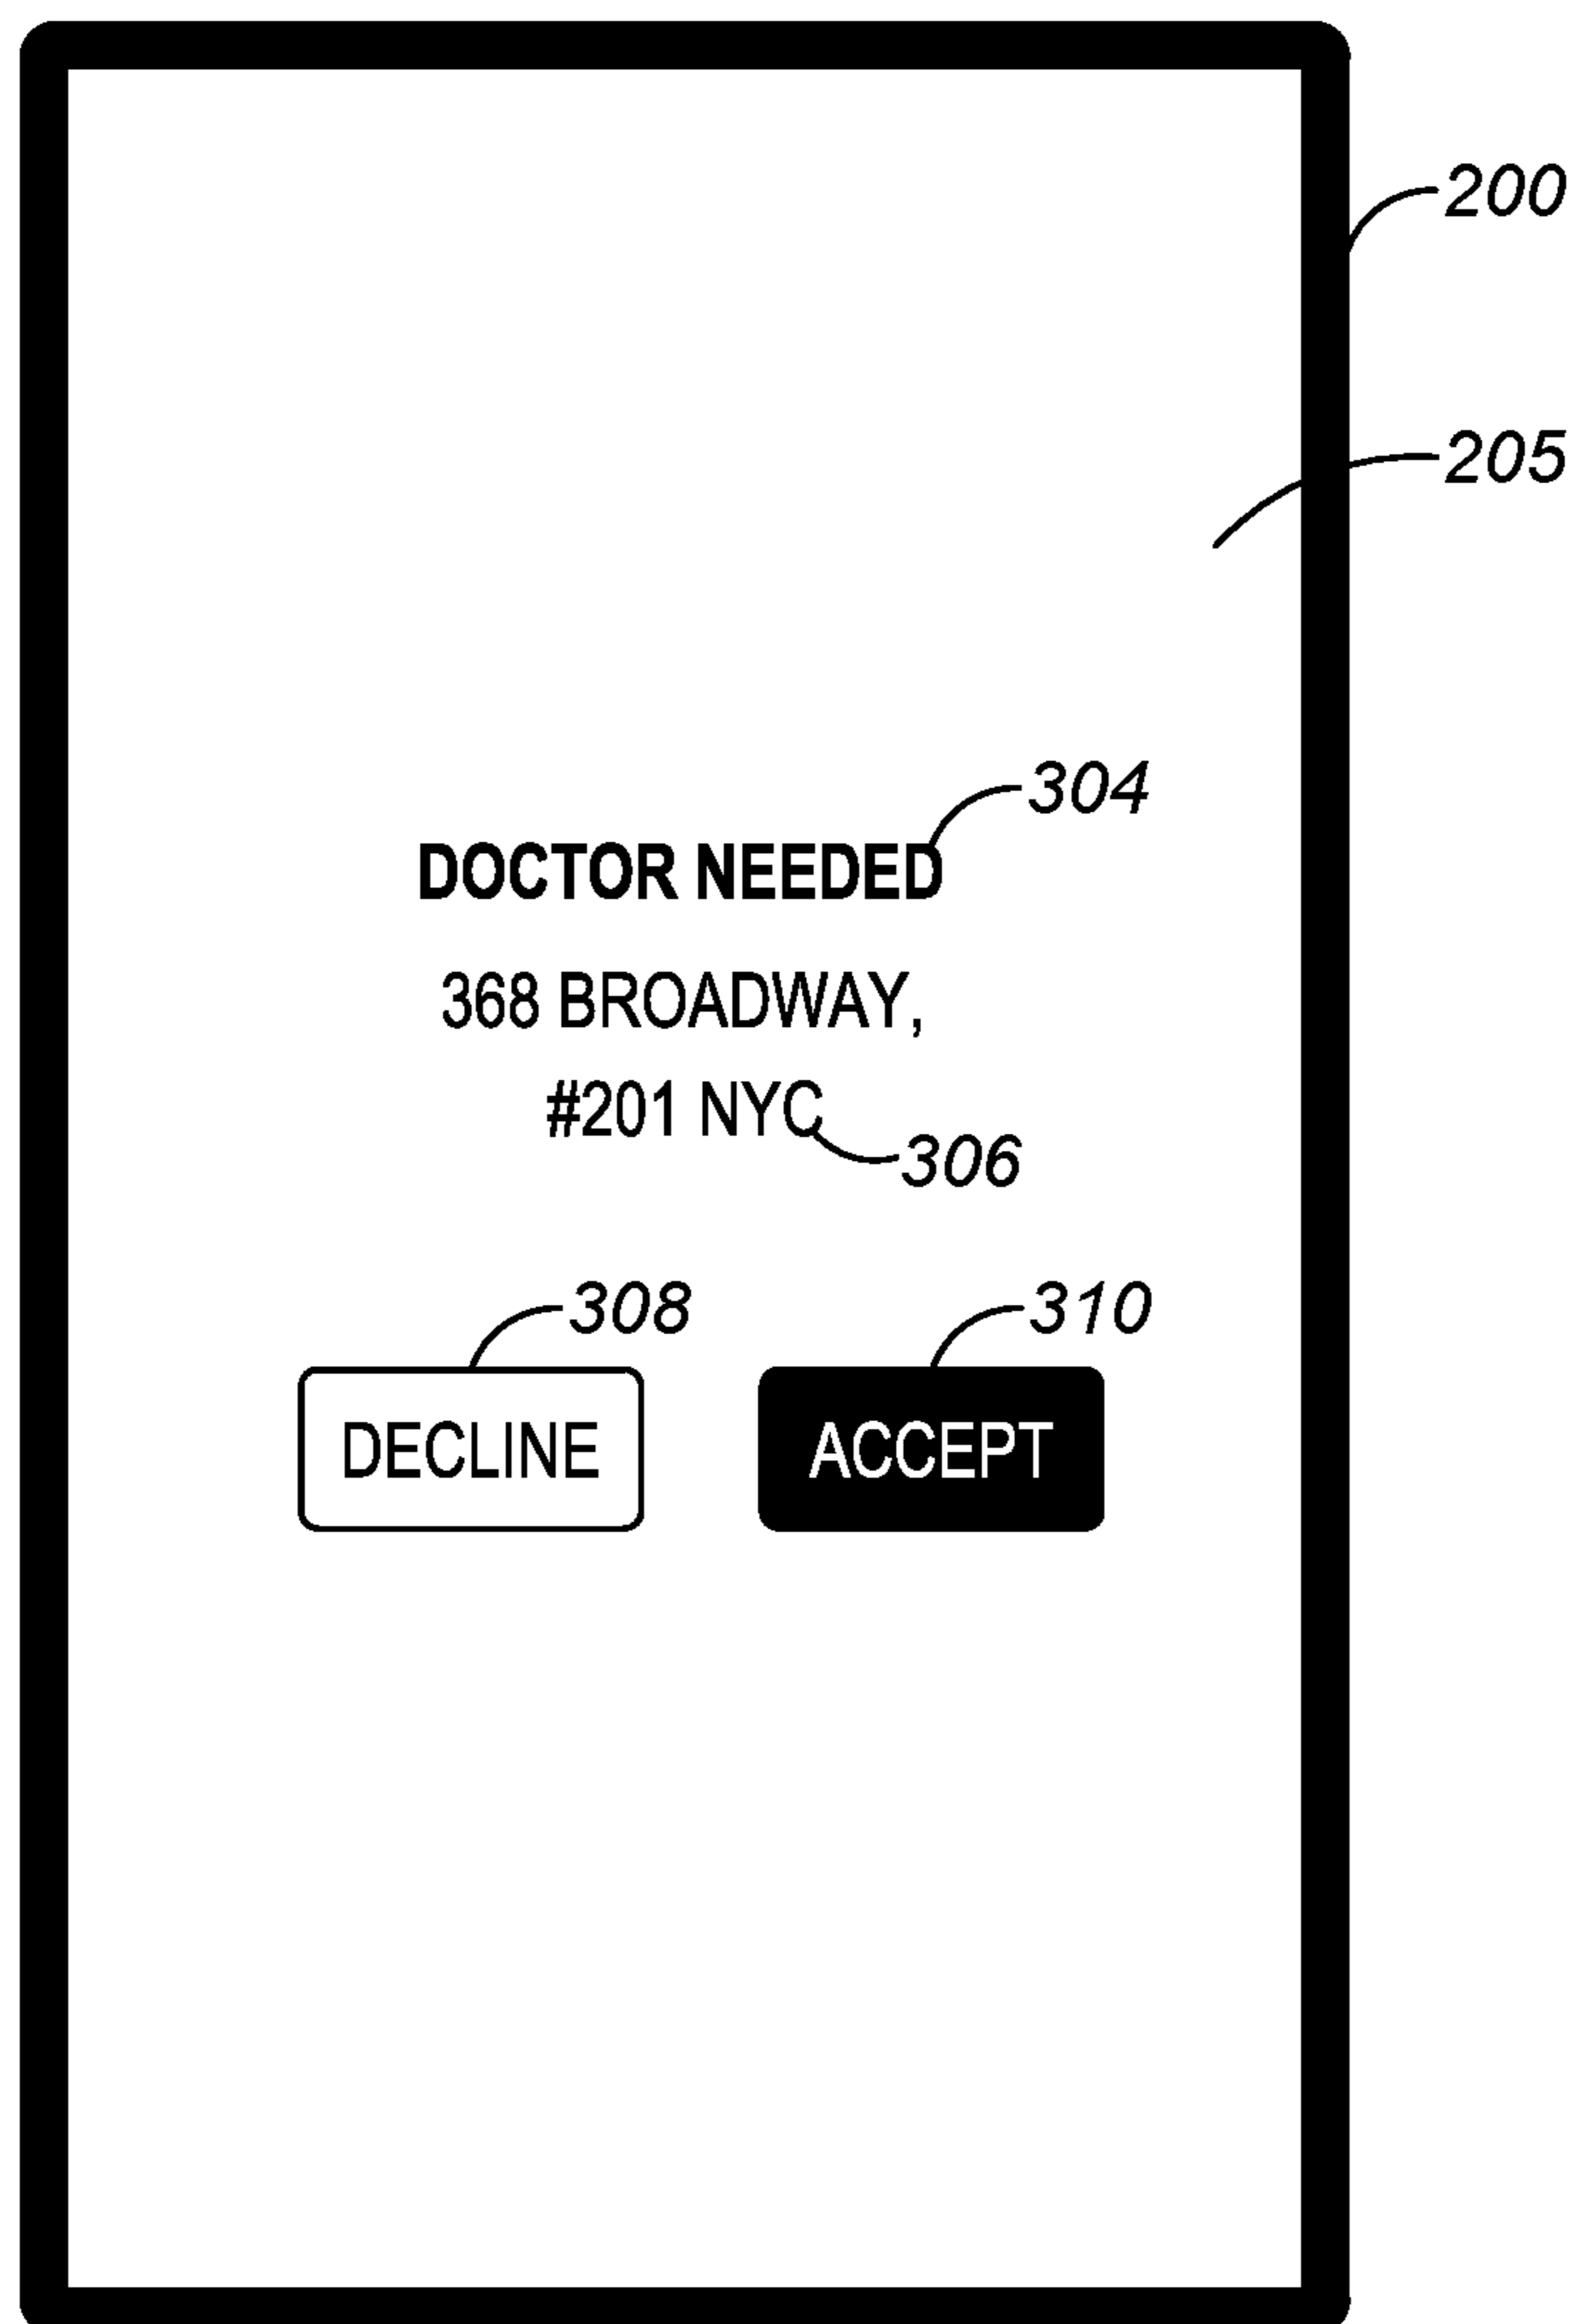 200
205
304
DOCTOR NEEDED
368 BROADWAY,
#201 NYC
306
308
310
DECLINE
ACCEPT